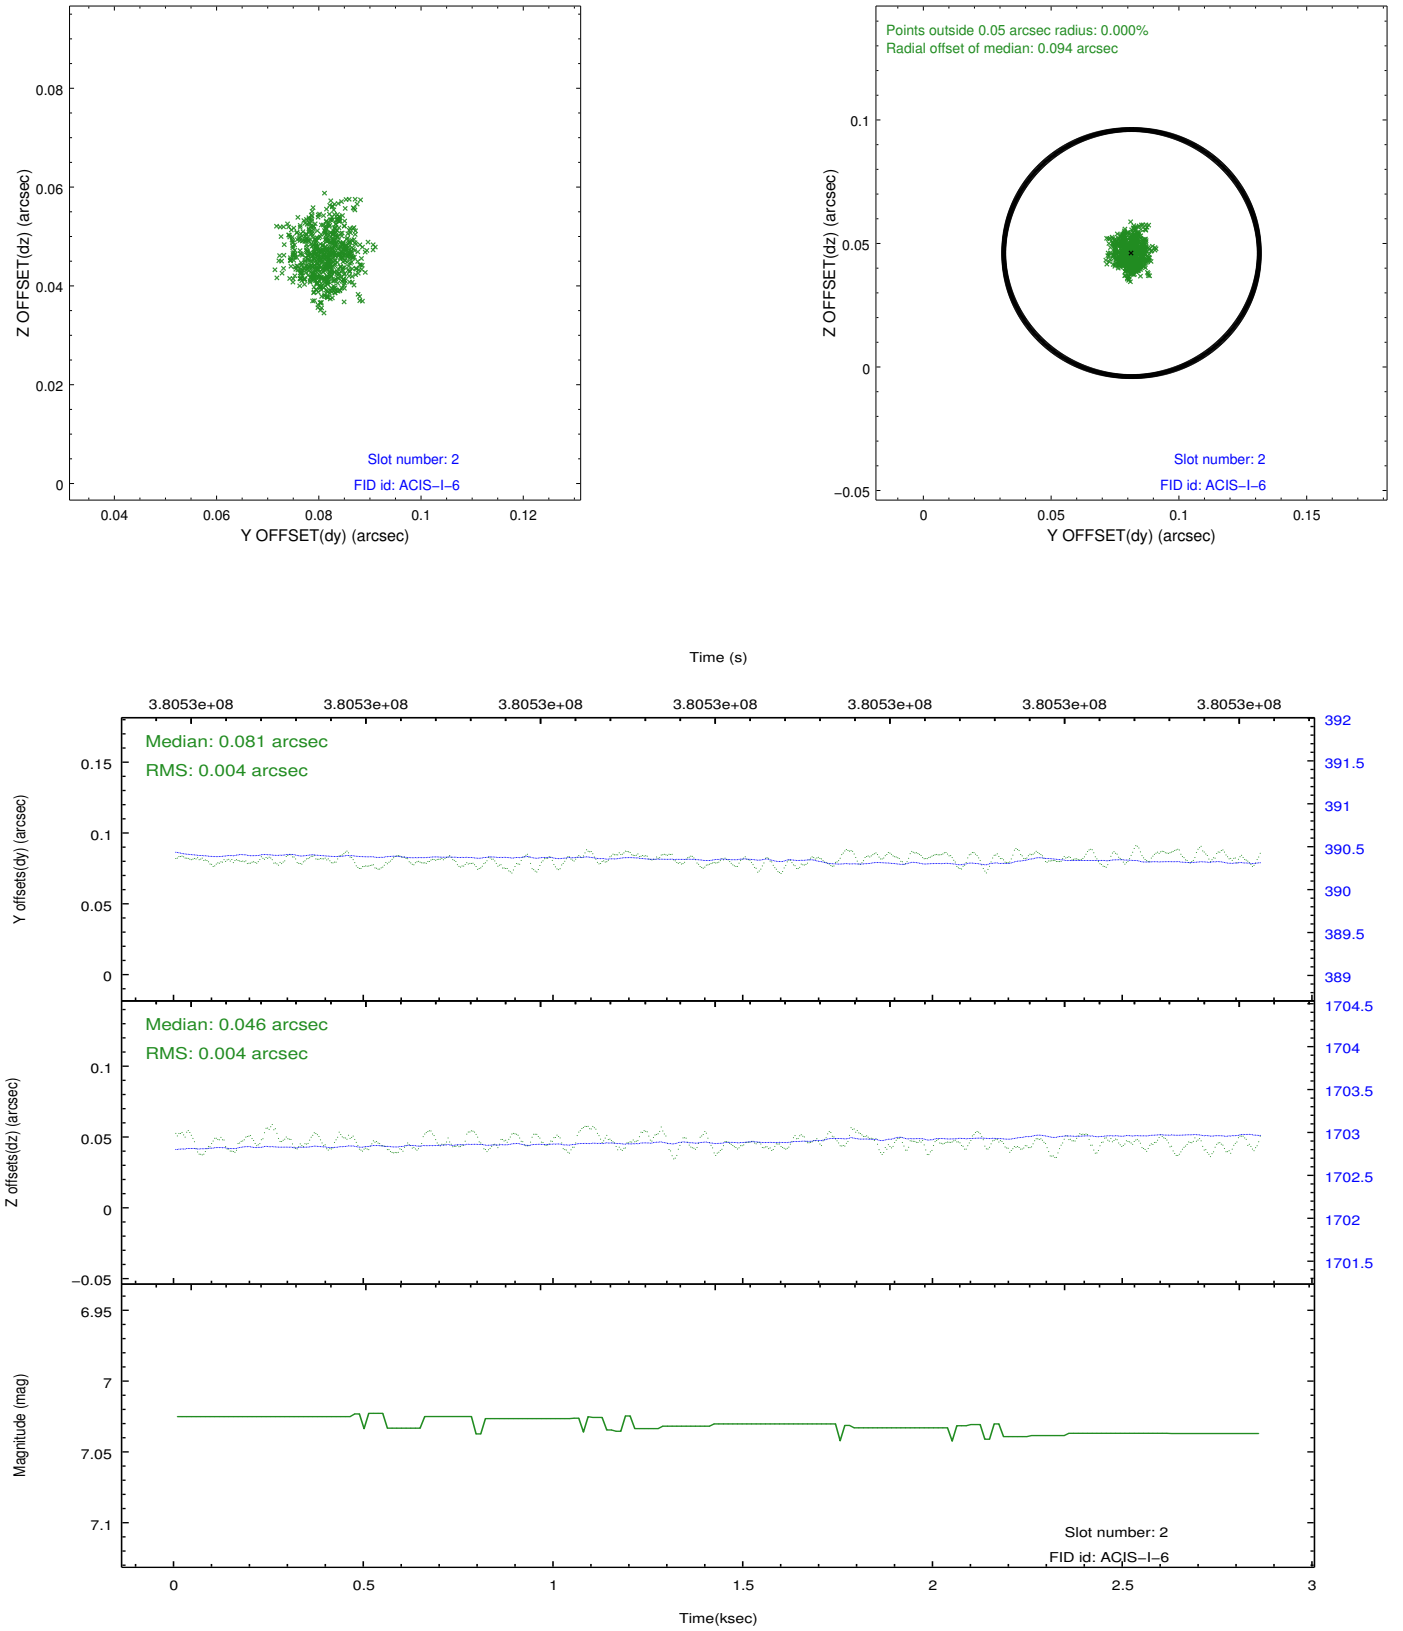 0.08
0.06
0.04
0.02
0
Z OFFSET(dz) (arcsec)
Slot number: 2
FID id: ACIS−I−6
0.04 0.06 0.08 0.1 0.12
Y OFFSET(dy) (arcsec)
Points outside 0.05 arcsec radius: 0.000%
Radial offset of median: 0.094 arcsec
0.1
0.05
0
−0.05
Z OFFSET(dz) (arcsec)
Slot number: 2
FID id: ACIS−I−6
0 0.05 0.1 0.15
Y OFFSET(dy) (arcsec)
Time (s)
3.8053e+08 3.8053e+08 3.8053e+08 3.8053e+08 3.8053e+08 3.8053e+08 3.8053e+08
Median: 0.081 arcsec
RMS: 0.004 arcsec
0.15
0.1
0.05
0
Y offsets(dy) (arcsec)
392
391.5
391
390.5
390
389.5
389
Median: 0.046 arcsec
RMS: 0.004 arcsec
0.1
0.05
0
−0.05
Z offsets(dz) (arcsec)
1704.5
1704
1703.5
1703
1702.5
1702
1701.5
6.95
7
7.05
7.1
Magnitude (mag)
Slot number: 2
FID id: ACIS−I−6
0 0.5 1 1.5 2 2.5 3
Time(ksec)